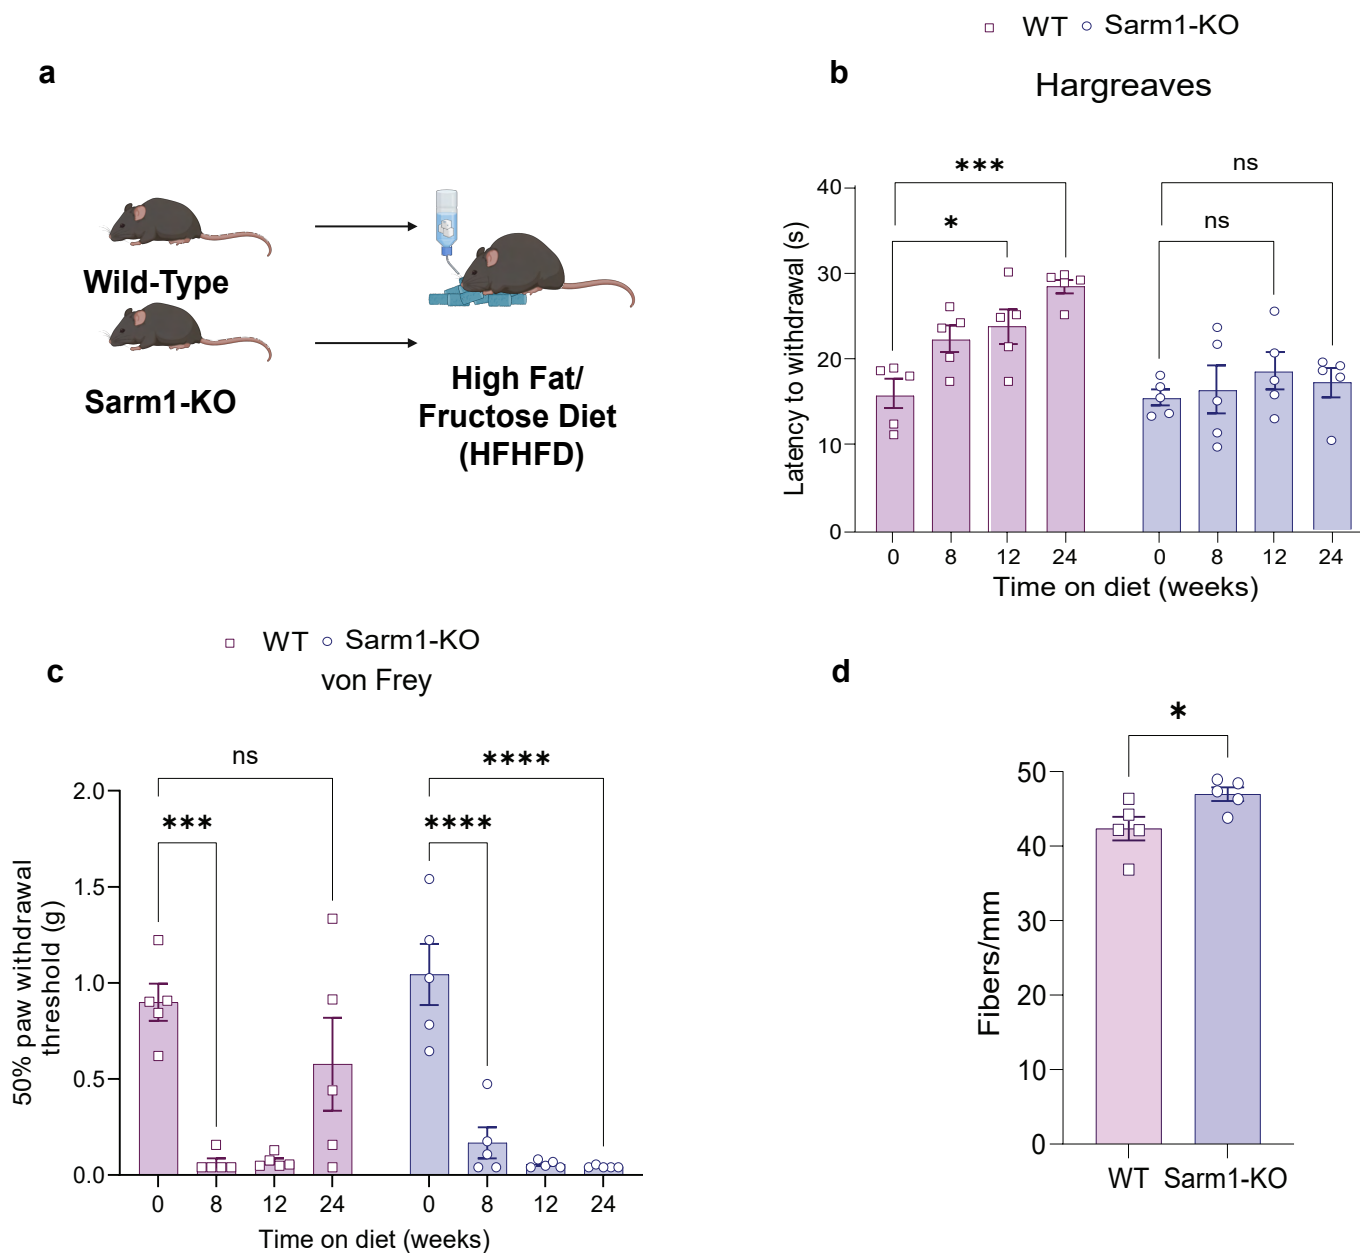 a
Wild-Type
Sarm1-KO
High Fat/
Fructose Diet
(HFHFD)
WT Sarm1-KO
b
Hargreaves
*** ns
* ns
Latency to withdrawal (s)
40
30
20
10
0
0 8 12 24 0 8 12 24
Time on diet (weeks)
WT Sarm1-KO
c
von Frey
ns ****
*** ****
50% paw withdrawal
threshold (g)
2.0
1.5
1.0
0.5
0.0
0 8 12 24 0 8 12 24
Time on diet (weeks)
d
*
Fibers/mm
50
40
30
20
10
0
WT Sarm1-KO